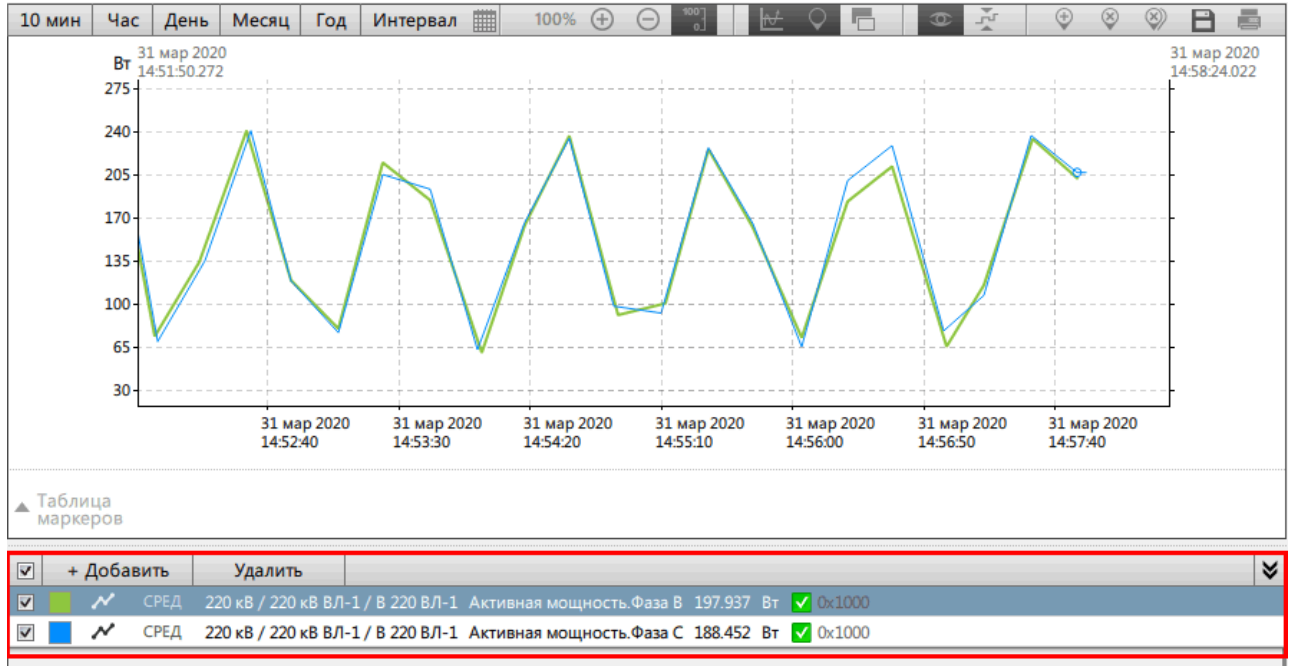 10 мин Час День Месяц Год Интервал 100% 100 0
31 мар 2020 31 мар 2020
Вт 14:51:50.272 14:58:24.022
275
240
205
170
135
100
65
30
31 мар 2020 31 мар 2020 31 мар 2020 31 мар 2020 31 мар 2020 31 мар 2020 31 мар 2020
14:52:40 14:53:30 14:54:20 14:55:10 14:56:00 14:56:50 14:57:40
Таблица
маркеров
+ Добавить Удалить
СРЕД 220 кВ / 220 кВ ВЛ-1 / В 220 ВЛ-1 Активная мощность.Фаза B 197.937 Вт 0x1000
СРЕД 220 кВ / 220 кВ ВЛ-1 / В 220 ВЛ-1 Активная мощность.Фаза C 188.452 Вт 0x1000